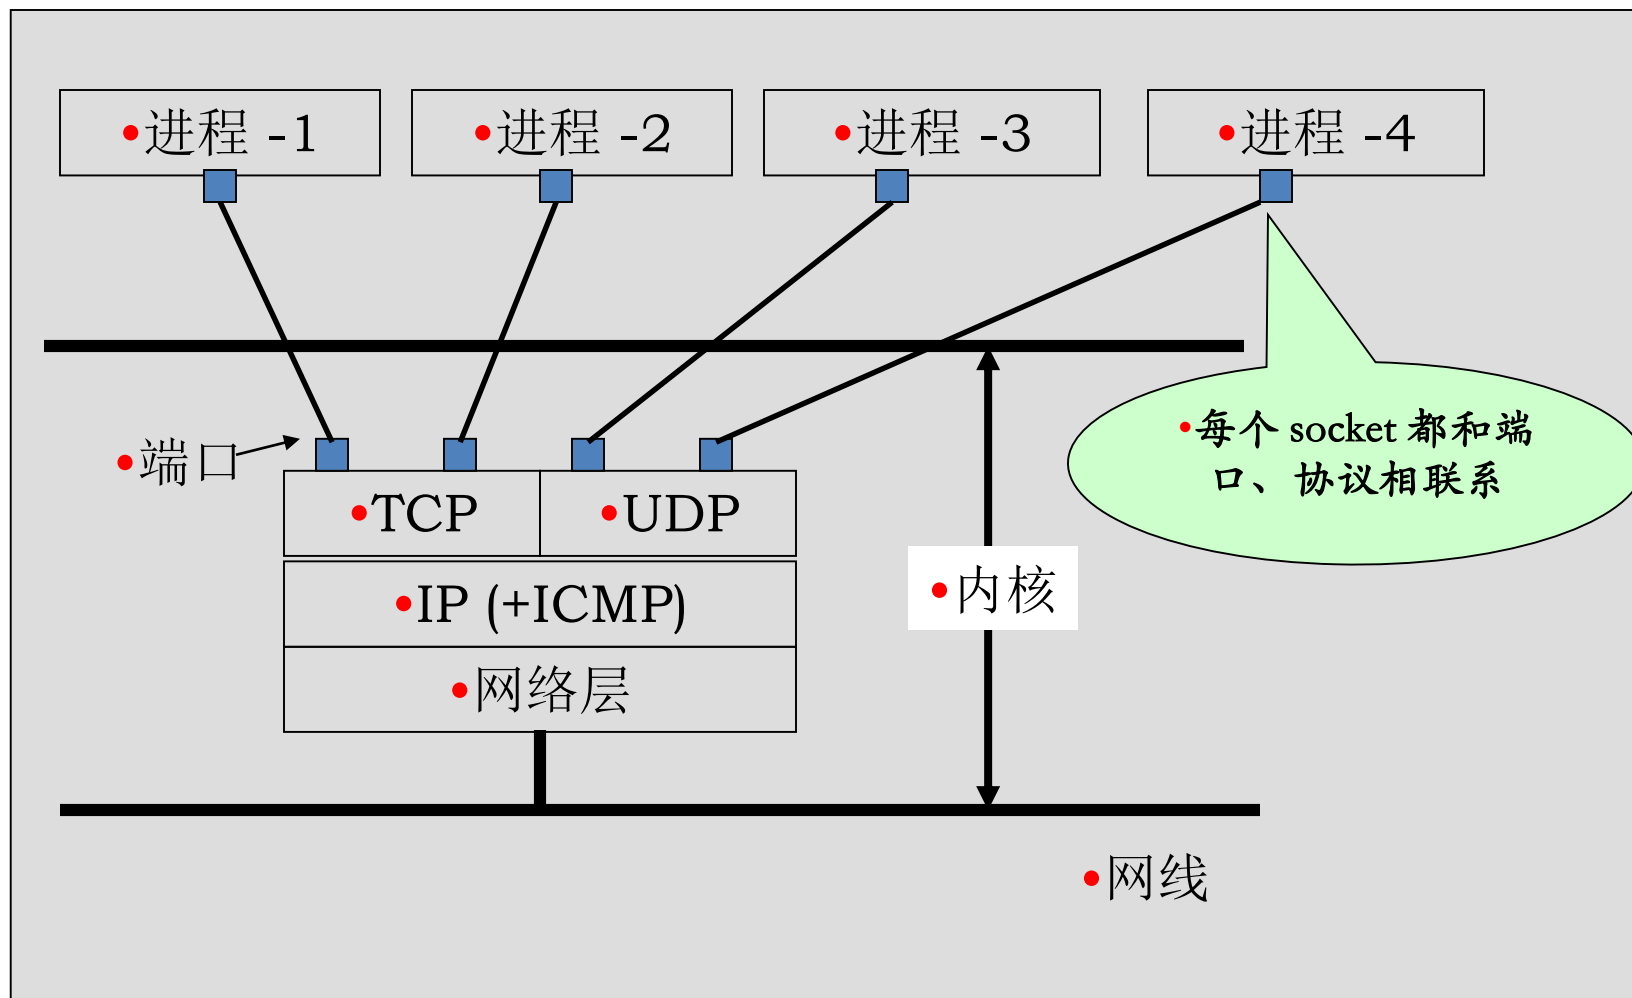 •进程 -1
•进程 -2
•进程 -3
•进程 -4
•每个 socket 都和端
口、协议相联系
•端口
•TCP
•UDP
•IP (+ICMP)
•内核
•网络层
•网线